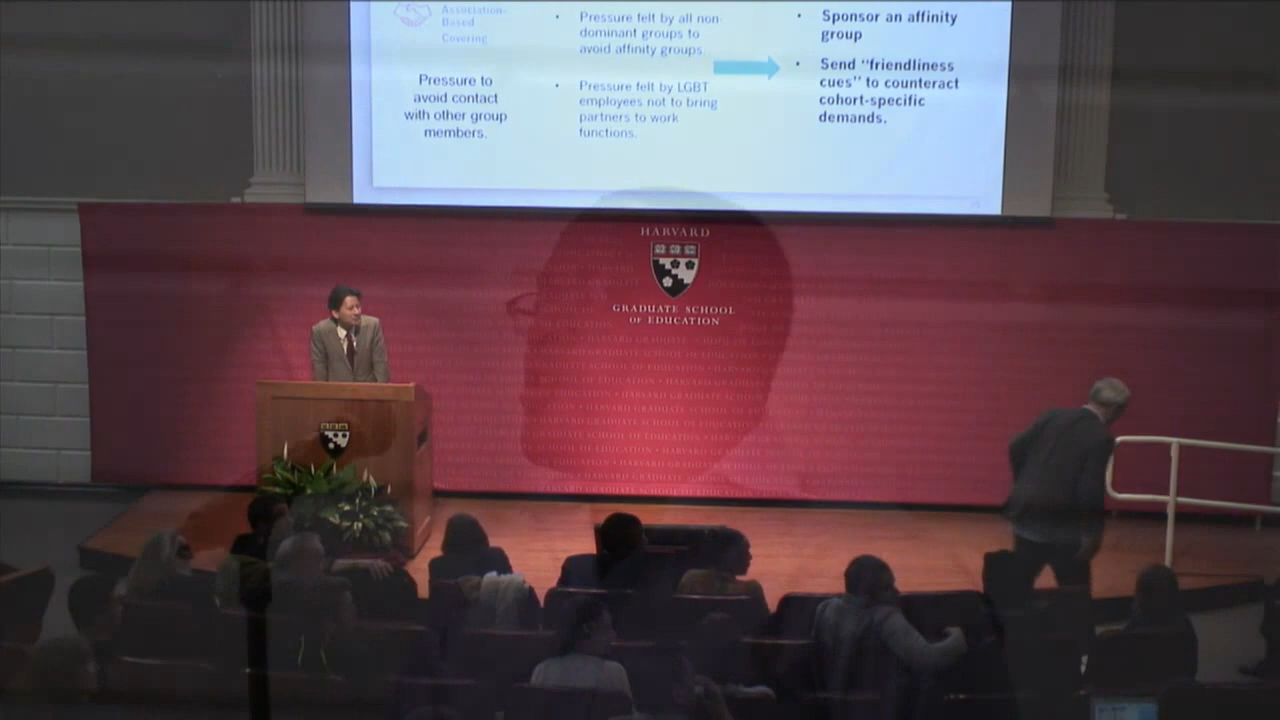 Association-
Based
Covering
Pressure to
avoid contact
with other group
members.
• Pressure felt by all non-
dominant groups to
avoid affinity groups.
• Pressure felt by LGBT
employees not to bring
partners to work
functions.
• Sponsor an affinity
group
• Send “friendliness
cues” to counteract
cohort-specific
demands.
HARVARD
GRADUATE SCHOOL
OF EDUCATION